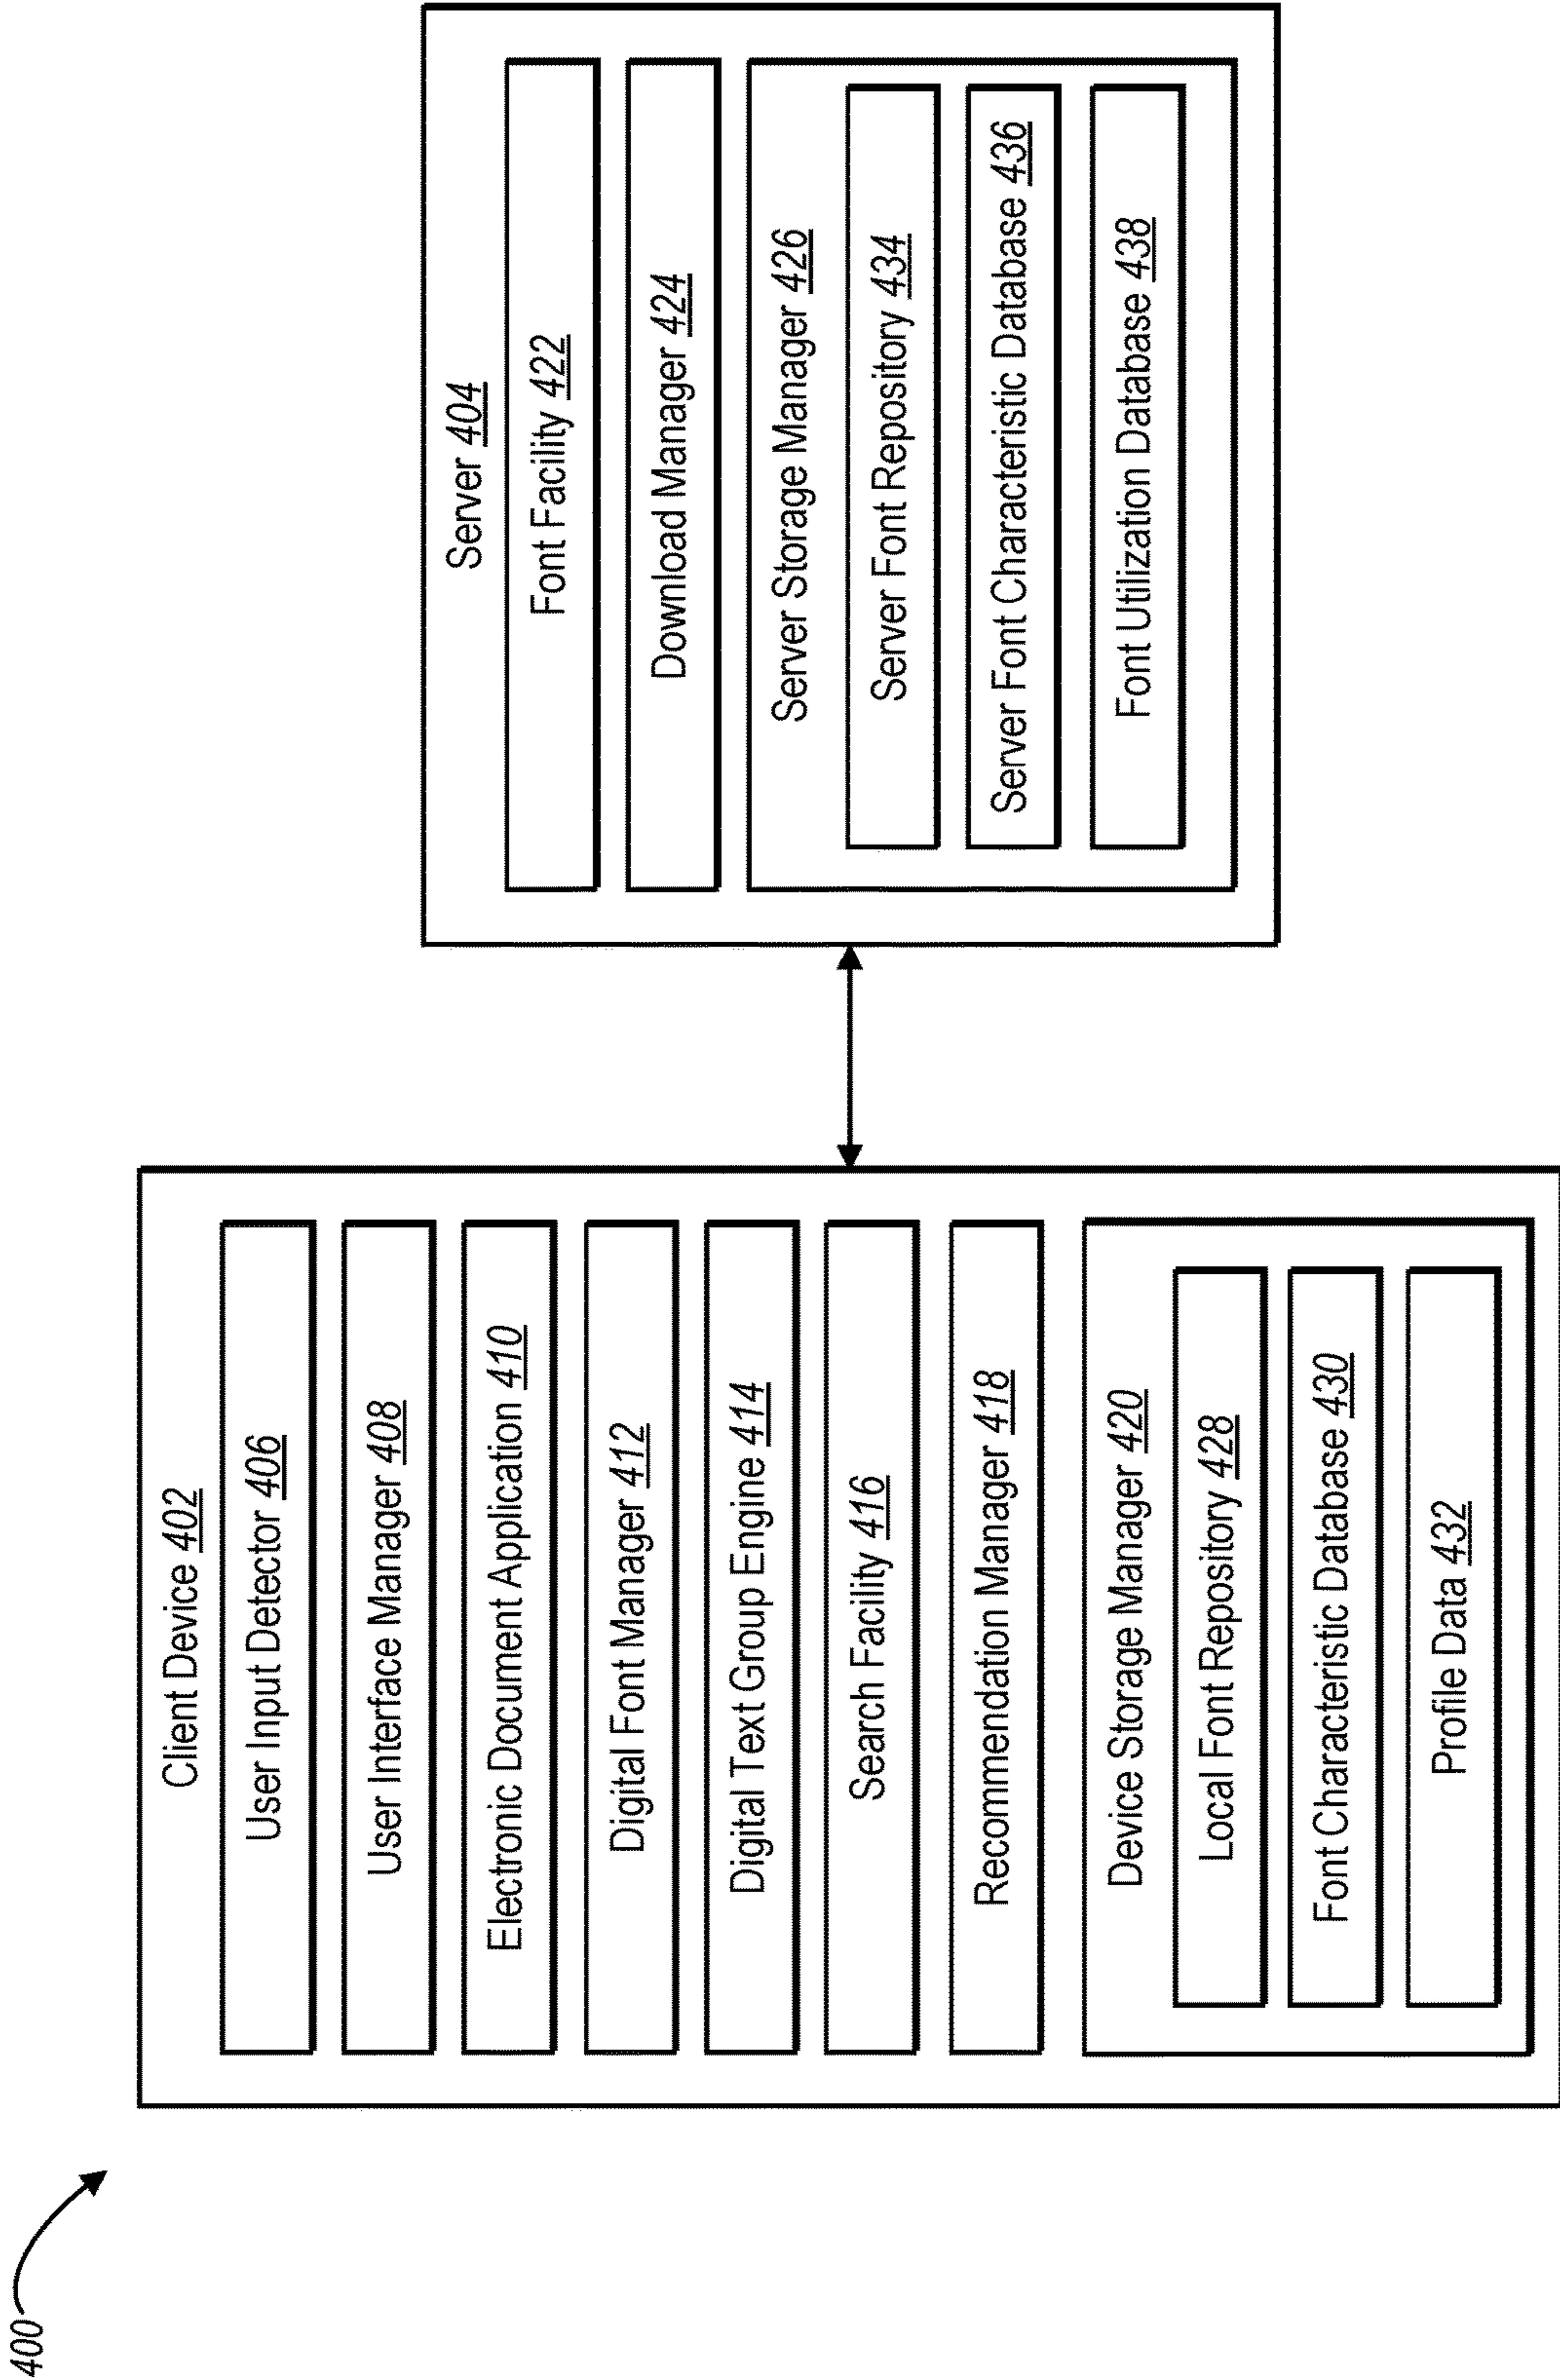 400
Client Device 402
User Input Detector 406
User Interface Manager 408
Electronic Document Application 410
Digital Font Manager 412
Digital Text Group Engine 414
Search Facility 416
Recommendation Manager 418
Device Storage Manager 420
Local Font Repository 428
Font Characteristic Database 430
Profile Data 432
Server 404
Font Facility 422
Download Manager 424
Server Storage Manager 426
Server Font Repository 434
Server Font Characteristic Database 436
Font Utilization Database 438